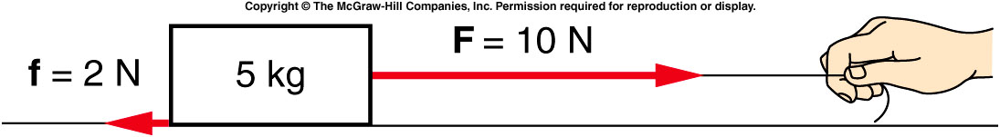 Copyright © The McGraw-Hill Companies, Inc. Permission required for reproduction or display.
F = 10 N
f = 2 N
5 kg